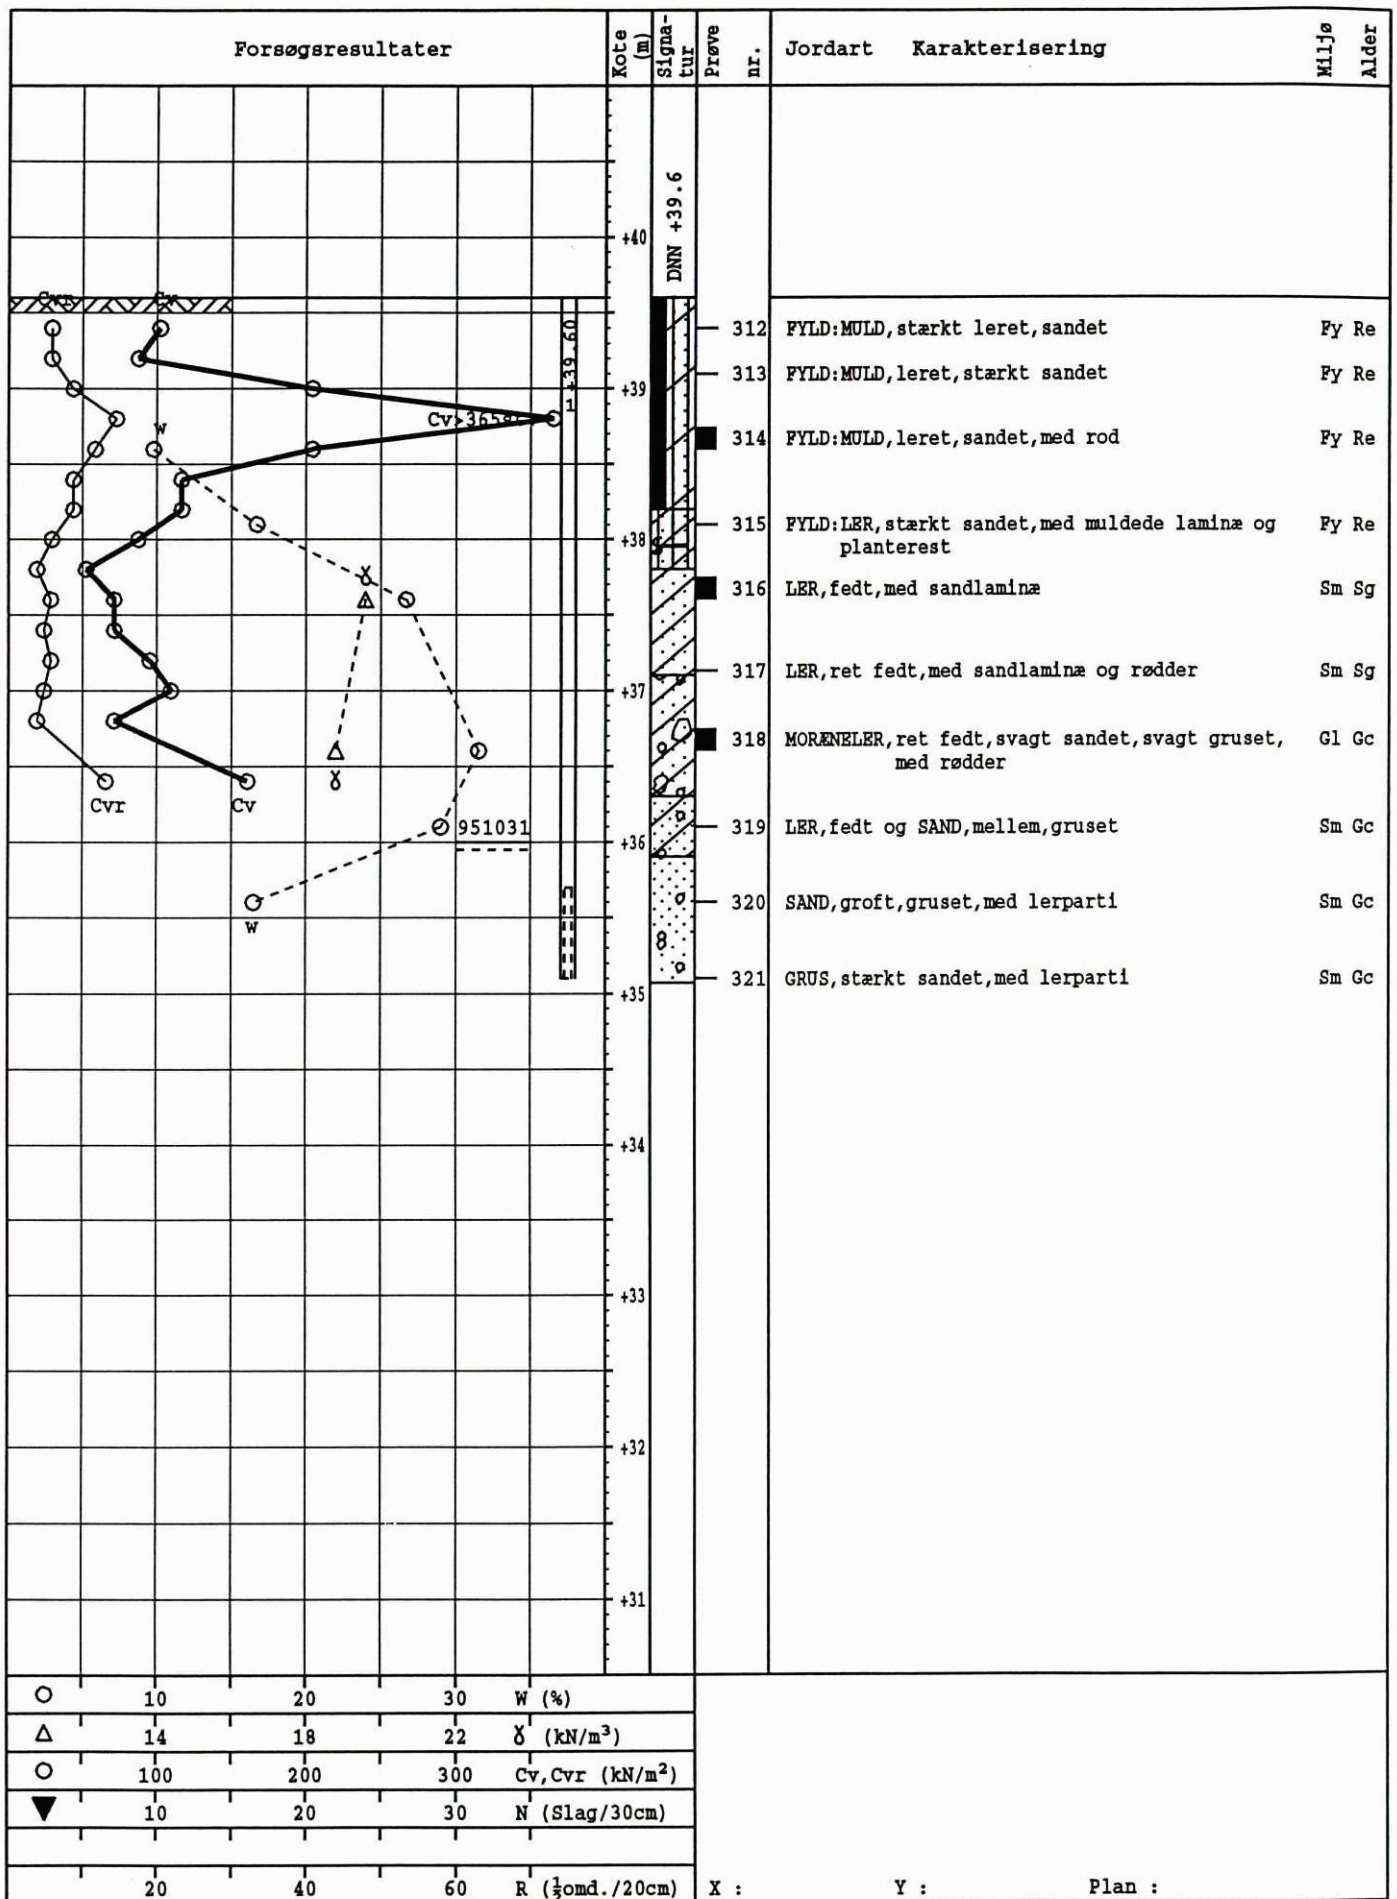 Forsøgsresultater
Kote (m)
Signa-
tur
Prøve nr.
Jordart Karakterisering
Miljø
Alder
DNN +39.6
+40
Cvr Cv
1 +39.60
312 FYLD:MULD,stærkt leret,sandet Fy Re
313 FYLD:MULD,leret,stærkt sandet Fy Re
+39
Cv>365
W
314 FYLD:MULD,leret,sandet,med rod Fy Re
315 FYLD:LER,stærkt sandet,med muldede laminæ og Fy Re
planterest
+38
γ
316 LER,fedt,med sandlaminæ Sm Sg
317 LER,ret fedt,med sandlaminæ og rødder Sm Sg
+37
318 MORÆNELER,ret fedt,svagt sandet,svagt gruset, Gl Gc
med rødder
γ
Cvr Cv
951031
319 LER,fedt og SAND,mellem,gruset Sm Gc
+36
320 SAND,groft,gruset,med lerparti Sm Gc
W
321 GRUS,stærkt sandet,med lerparti Sm Gc
+35
+34
+33
+32
+31
10 20 30 W (%)
14 18 22 γ (kN/m³)
100 200 300 Cv,Cvr (kN/m²)
10 20 30 N (Slag/30cm)
20 40 60 R (½omd./20cm)
X : Y : Plan :